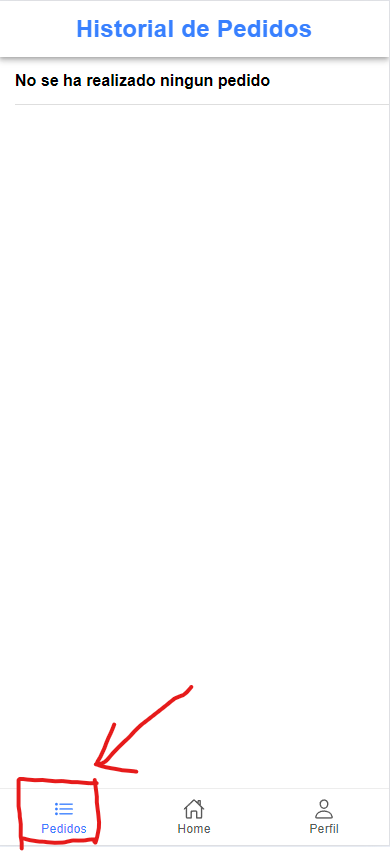 Historial de Pedidos
No se ha realizado ningun pedido
Pedidos Home Perfil